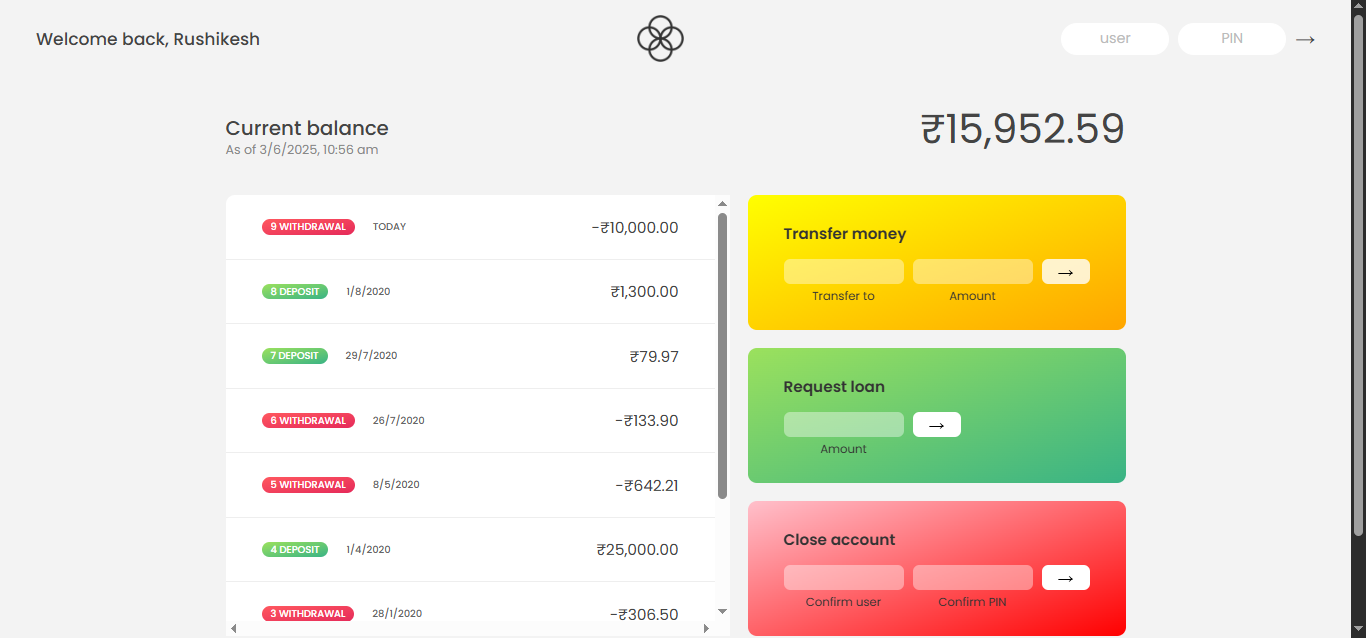 Welcome back, Rushikesh
user
PIN
→
Current balance
As of 3/6/2025, 10:56 am
₹15,952.59
9 WITHDRAWAL TODAY -₹10,000.00
8 DEPOSIT 1/8/2020 ₹1,300.00
7 DEPOSIT 29/7/2020 ₹79.97
6 WITHDRAWAL 26/7/2020 -₹133.90
5 WITHDRAWAL 8/5/2020 -₹642.21
4 DEPOSIT 1/4/2020 ₹25,000.00
3 WITHDRAWAL 28/1/2020 -₹306.50
Transfer money
→
Transfer to Amount
Request loan
→
Amount
Close account
→
Confirm user Confirm PIN